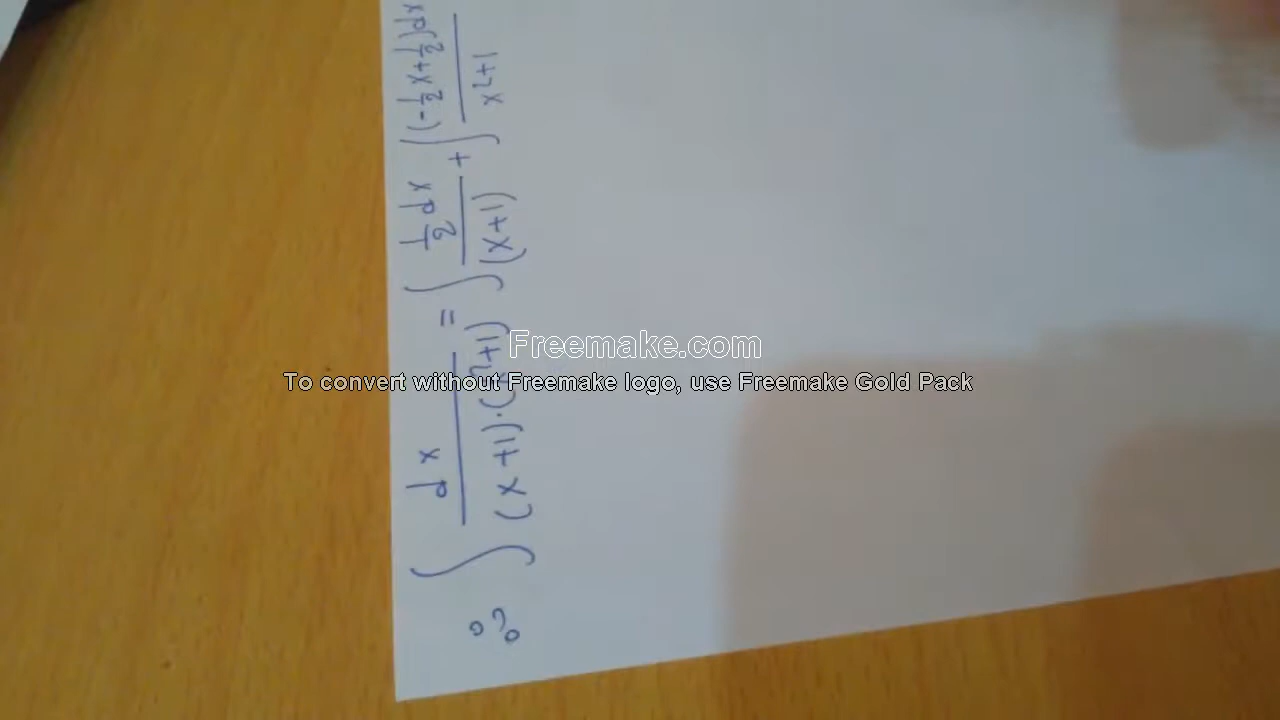 ∫ dx / (x+1)·(x²+1) = ∫ ½ dx / (x+1) + ∫ (-½x+½)dx / x²+1
Freemake.com
To convert without Freemake logo, use Freemake Gold Pack